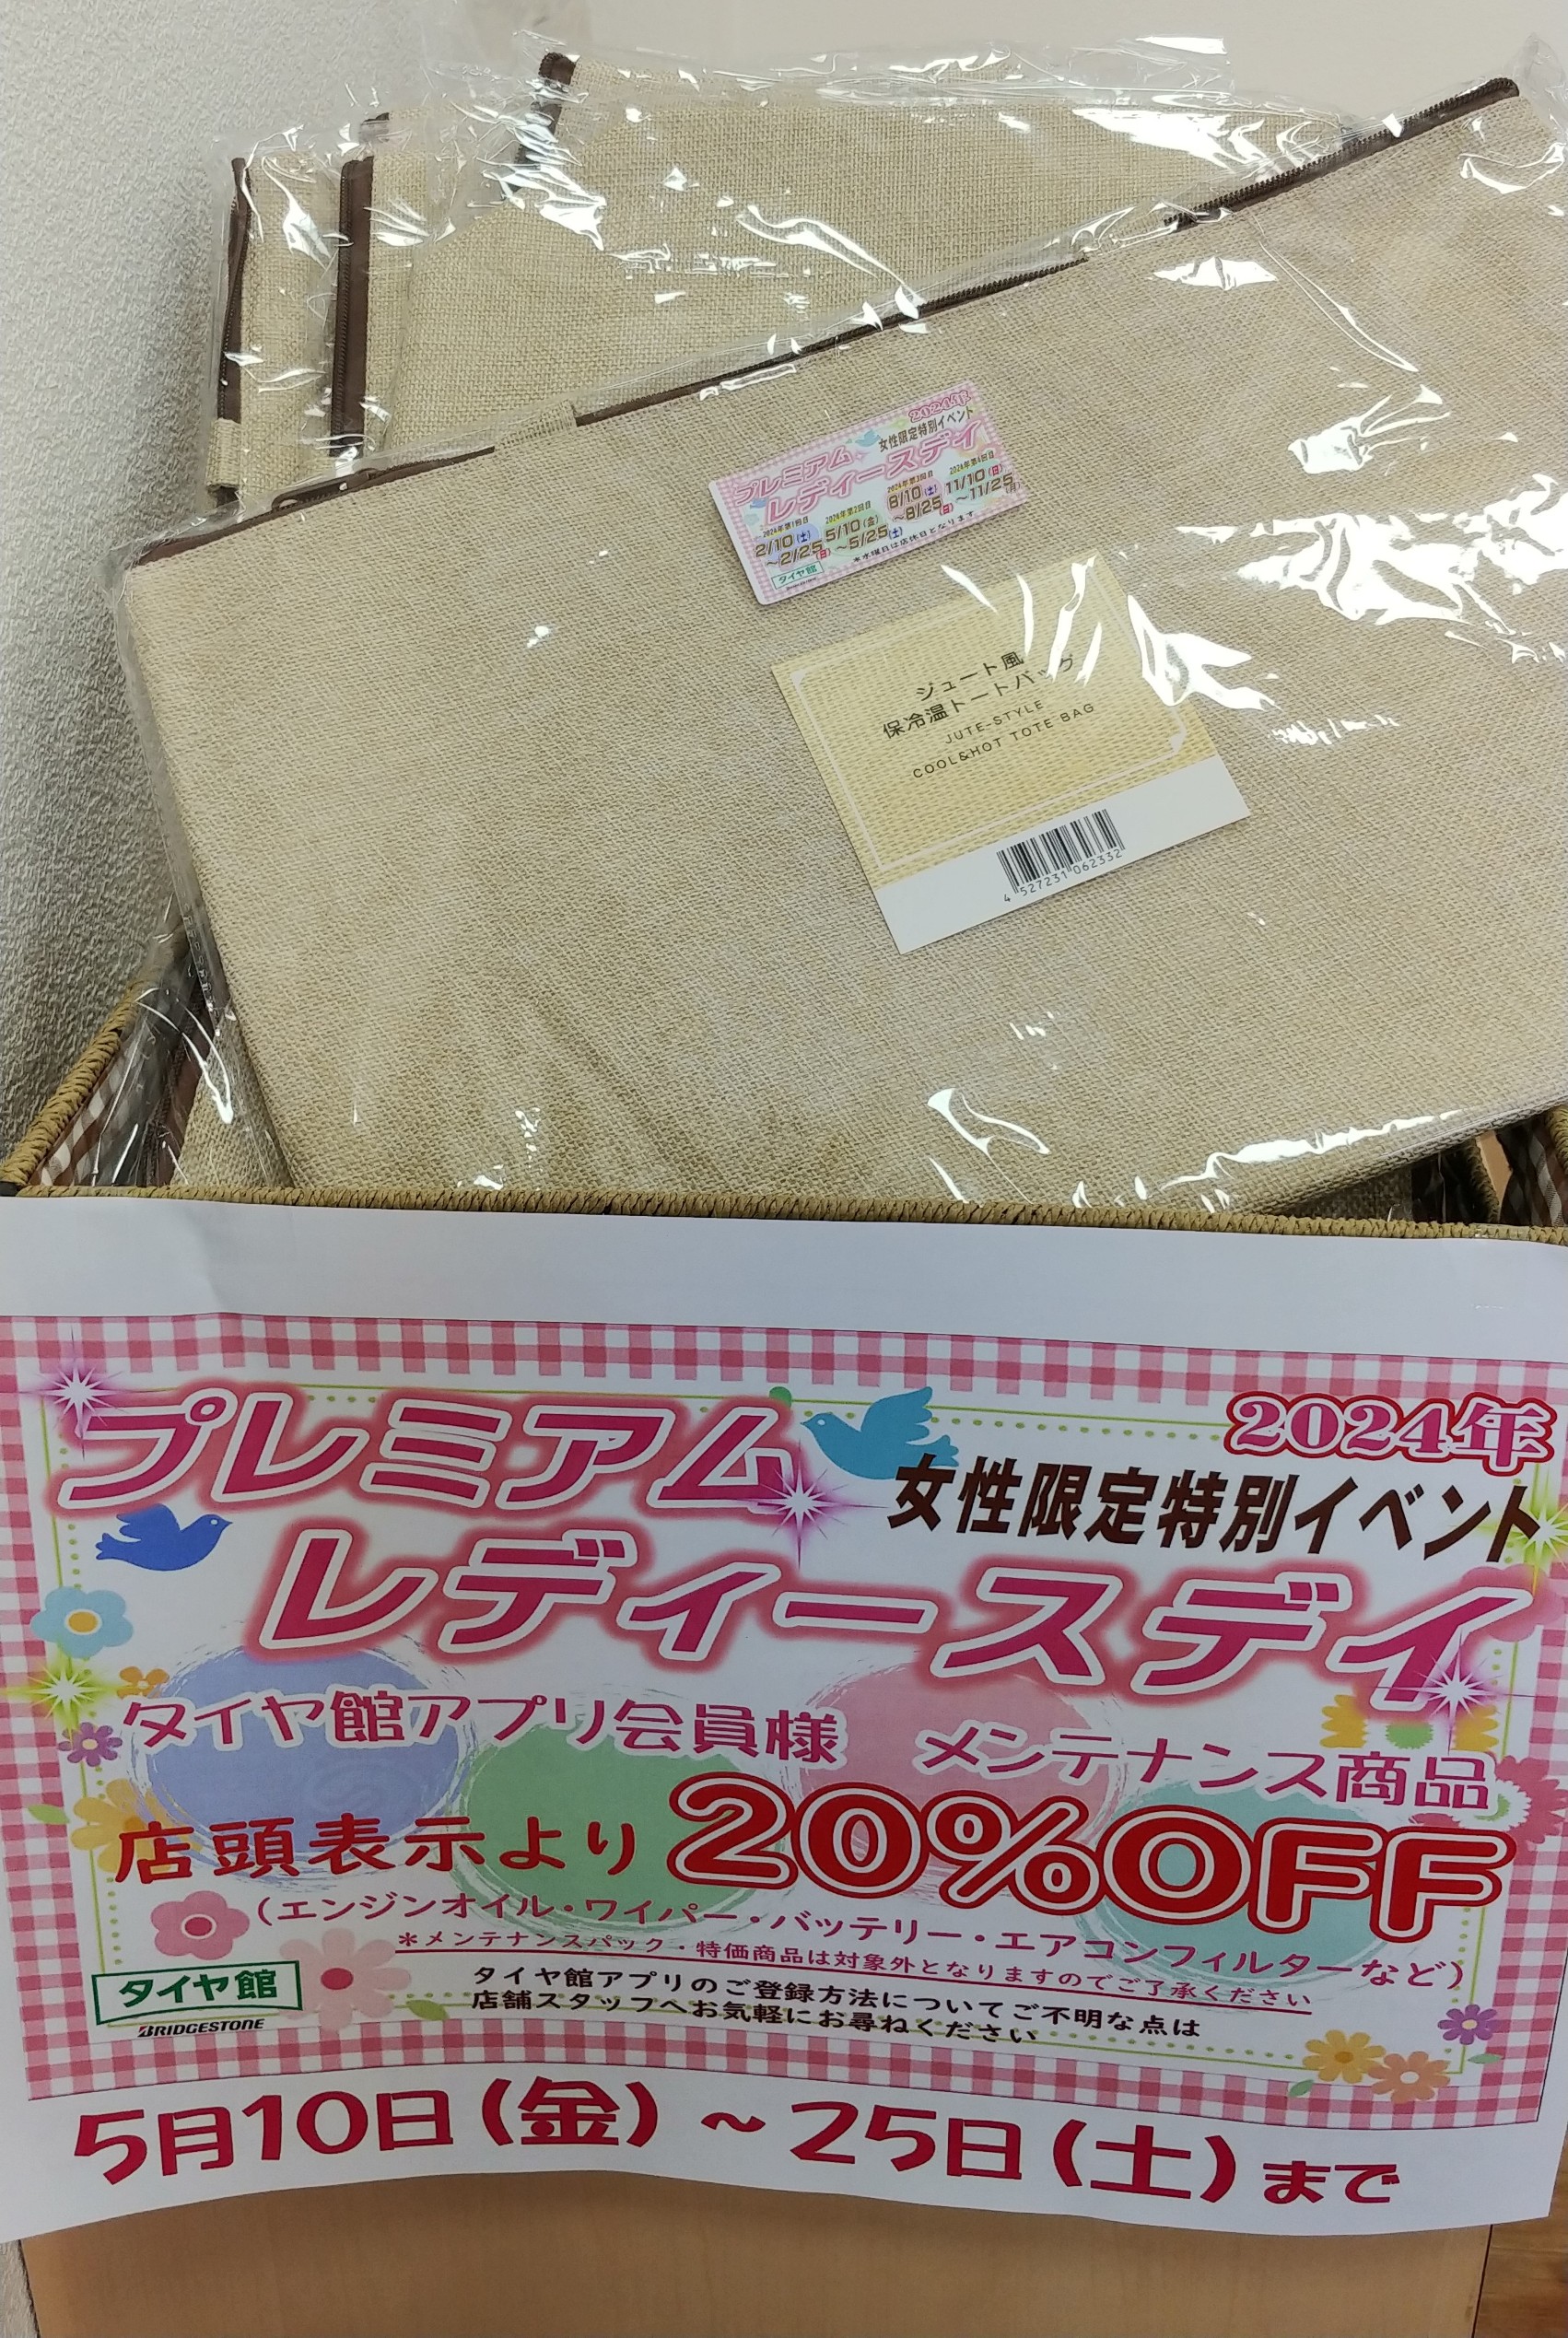 2024年
女性限定特別イベント
プレミアム
レディースデイ
2024年第1回目
2/10(土)
~2/25(日)
2024年第2回目
5/10(金)
~5/25(土)
2024年第3回目
8/10(土)
~8/25(日)
2024年第4回目
11/10(日)
~11/25(月)
*水曜日は店休日となります
タイヤ館
ジュート風
保冷温トートバッグ
JUTE-STYLE
COOL&HOT TOTE BAG
4 527231 062332
2024年
プレミアム
女性限定特別イベント
レディースデイ
タイヤ館アプリ会員様 メンテナンス商品
店頭表示より20%OFF
(エンジンオイル・ワイパー・バッテリー・エアコンフィルターなど)
*メンテナンスパック・特価商品は対象外となりますのでご了承ください
タイヤ館アプリのご登録方法についてご不明な点は
店舗スタッフへお気軽にお尋ねください
タイヤ館
BRIDGESTONE
5月10日(金)~25日(土)まで